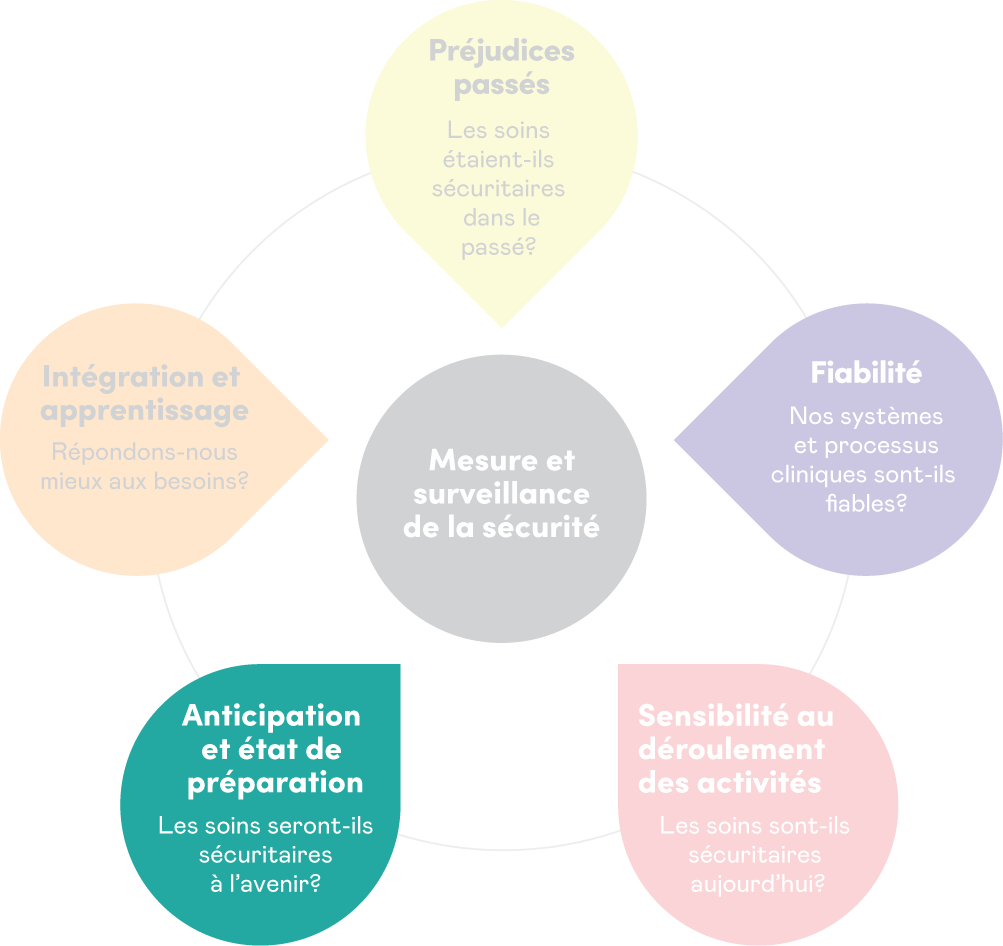 Préjudices
passés
Les soins
étaient-ils
sécuritaires
dans le
passé?
Fiabilité
Nos systèmes
et processus
cliniques sont-ils
fiables?
Sensibilité au
déroulement
des activités
Les soins sont-ils
sécuritaires
aujourd'hui?
Anticipation
et état de
préparation
Les soins seront-ils
sécuritaires
à l'avenir?
Intégration et
apprentissage
Répondons-nous
mieux aux besoins?
Mesure et
surveillance
de la sécurité